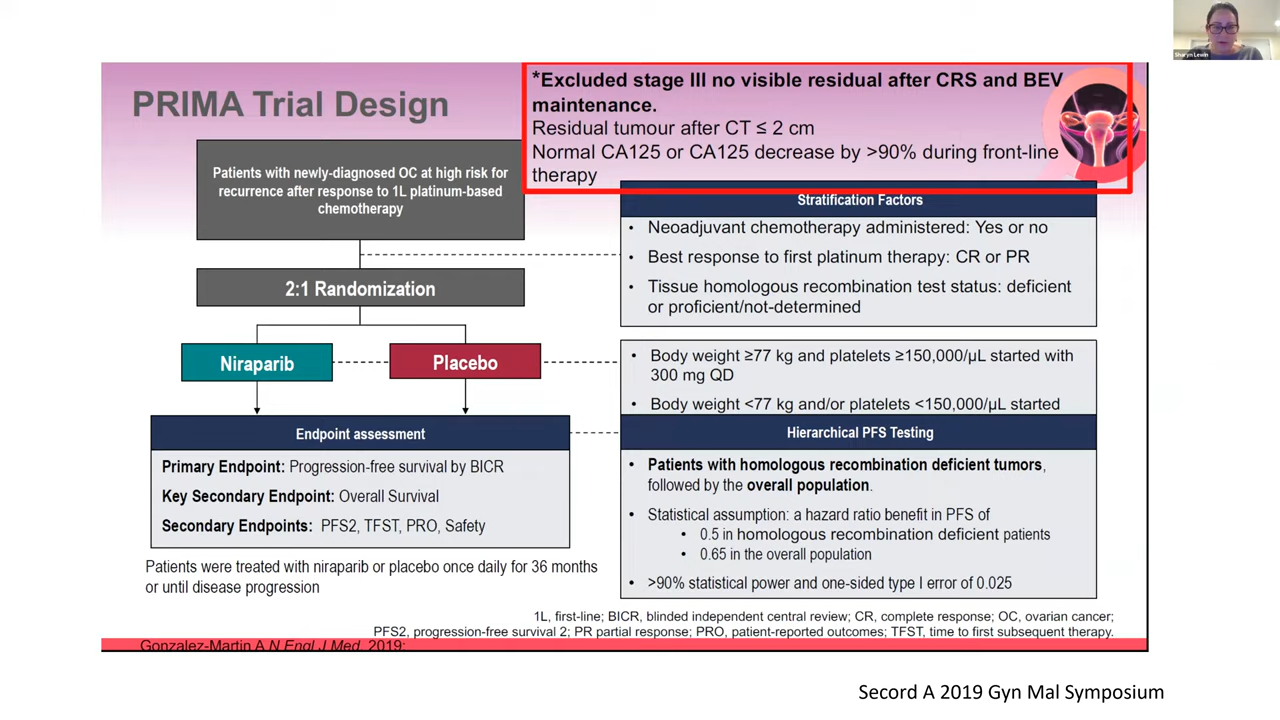 Sharyn Lewin
PRIMA Trial Design
*Excluded stage III no visible residual after CRS and BEV
maintenance.
Residual tumour after CT ≤ 2 cm
Normal CA125 or CA125 decrease by >90% during front-line
therapy
Patients with newly-diagnosed OC at high risk for
recurrence after response to 1L platinum-based
chemotherapy
Stratification Factors
• Neoadjuvant chemotherapy administered: Yes or no
• Best response to first platinum therapy: CR or PR
• Tissue homologous recombination test status: deficient
or proficient/not-determined
2:1 Randomization
Niraparib
Placebo
• Body weight ≥77 kg and platelets ≥150,000/μL started with
300 mg QD
• Body weight <77 kg and/or platelets <150,000/μL started
Endpoint assessment
Primary Endpoint: Progression-free survival by BICR
Key Secondary Endpoint: Overall Survival
Secondary Endpoints: PFS2, TFST, PRO, Safety
Hierarchical PFS Testing
• Patients with homologous recombination deficient tumors,
followed by the overall population.
• Statistical assumption: a hazard ratio benefit in PFS of
• 0.5 in homologous recombination deficient patients
• 0.65 in the overall population
• >90% statistical power and one-sided type I error of 0.025
Patients were treated with niraparib or placebo once daily for 36 months
or until disease progression
1L, first-line; BICR, blinded independent central review; CR, complete response; OC, ovarian cancer;
PFS2, progression-free survival 2; PR partial response; PRO, patient-reported outcomes; TFST, time to first subsequent therapy.
Gonzalez-Martin A N Engl J Med. 2019;
Secord A 2019 Gyn Mal Symposium